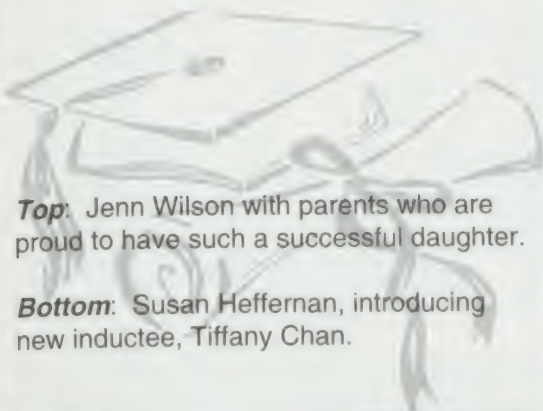 Top: Jenn Wilson with parents who are
proud to have such a successful daughter.
Bottom: Susan Heffernan, introducing
new inductee, Tiffany Chan.